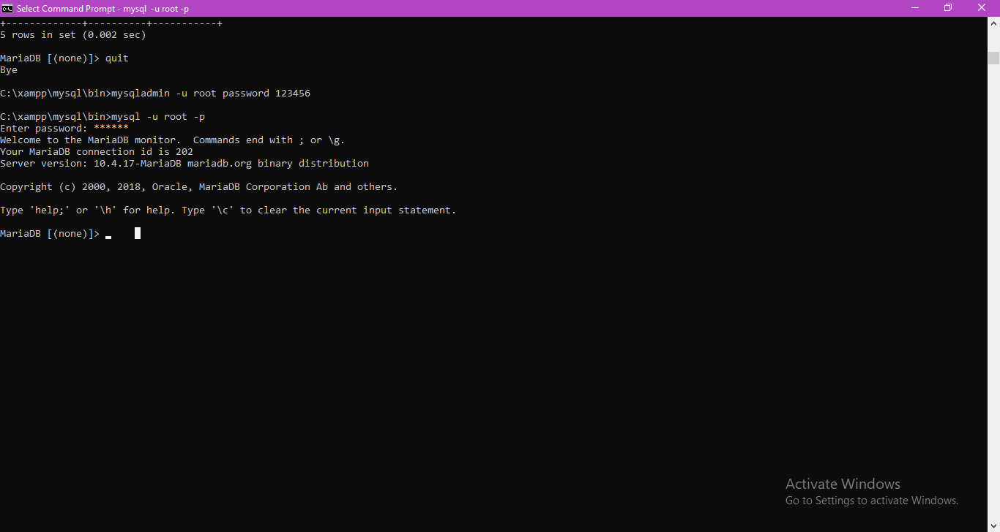 Select Command Prompt - mysql -u root -p
+-------------+----------+-----------+
5 rows in set (0.002 sec)
MariaDB [(none)]> quit
Bye
C:\xampp\mysql\bin>mysqladmin -u root password 123456
C:\xampp\mysql\bin>mysql -u root -p
Enter password: ******
Welcome to the MariaDB monitor.  Commands end with ; or \g.
Your MariaDB connection id is 202
Server version: 10.4.17-MariaDB mariadb.org binary distribution
Copyright (c) 2000, 2018, Oracle, MariaDB Corporation Ab and others.
Type 'help;' or '\h' for help. Type '\c' to clear the current input statement.
MariaDB [(none)]>
Activate Windows
Go to Settings to activate Windows.